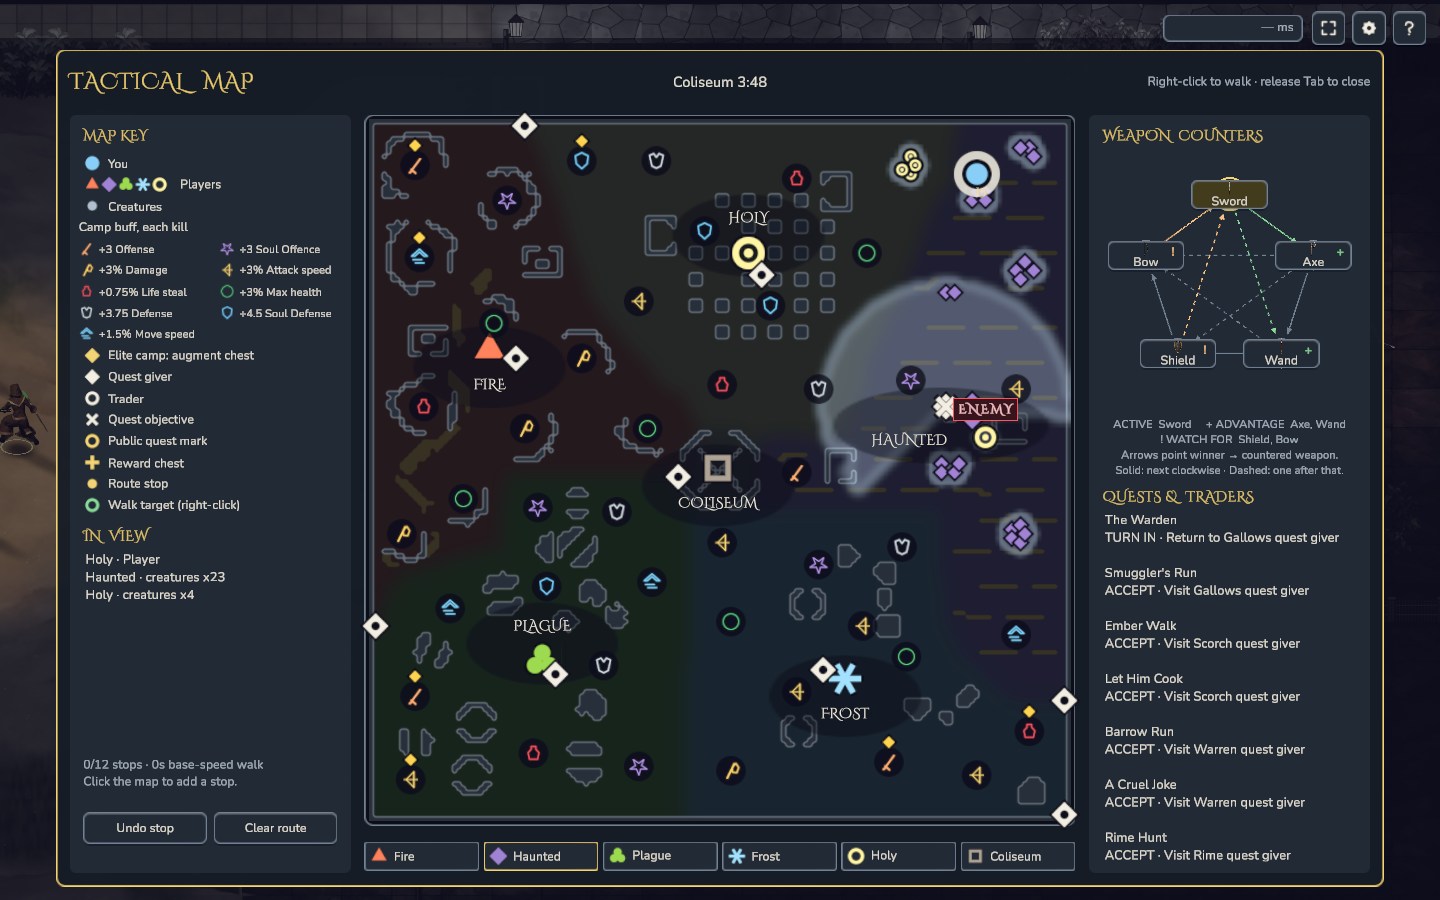 — ms
?
TACTICAL MAP
Coliseum 3:48
Right-click to walk · release Tab to close
MAP KEY
You
Players
Creatures
Camp buff, each kill
+3 Offense
+3 Soul Offence
+3% Damage
+3% Attack speed
+0.75% Life steal
+3% Max health
+3.75 Defense
+4.5 Soul Defense
+1.5% Move speed
Elite camp: augment chest
Quest giver
Trader
Quest objective
Public quest mark
Reward chest
Route stop
Walk target (right-click)
IN VIEW
Holy · Player
Haunted · creatures x23
Holy · creatures x4
0/12 stops · 0s base-speed walk
Click the map to add a stop.
Undo stop
Clear route
HOLY
FIRE
ENEMY
HAUNTED
COLISEUM
PLAGUE
FROST
Fire
Haunted
Plague
Frost
Holy
Coliseum
WEAPON COUNTERS
Sword
Bow !
Axe +
Shield !
Wand +
ACTIVE Sword + ADVANTAGE Axe, Wand
! WATCH FOR Shield, Bow
Arrows point winner → countered weapon.
Solid: next clockwise · Dashed: one after that.
QUESTS & TRADERS
The Warden
TURN IN · Return to Gallows quest giver
Smuggler's Run
ACCEPT · Visit Gallows quest giver
Ember Walk
ACCEPT · Visit Scorch quest giver
Let Him Cook
ACCEPT · Visit Scorch quest giver
Barrow Run
ACCEPT · Visit Warren quest giver
A Cruel Joke
ACCEPT · Visit Warren quest giver
Rime Hunt
ACCEPT · Visit Rime quest giver